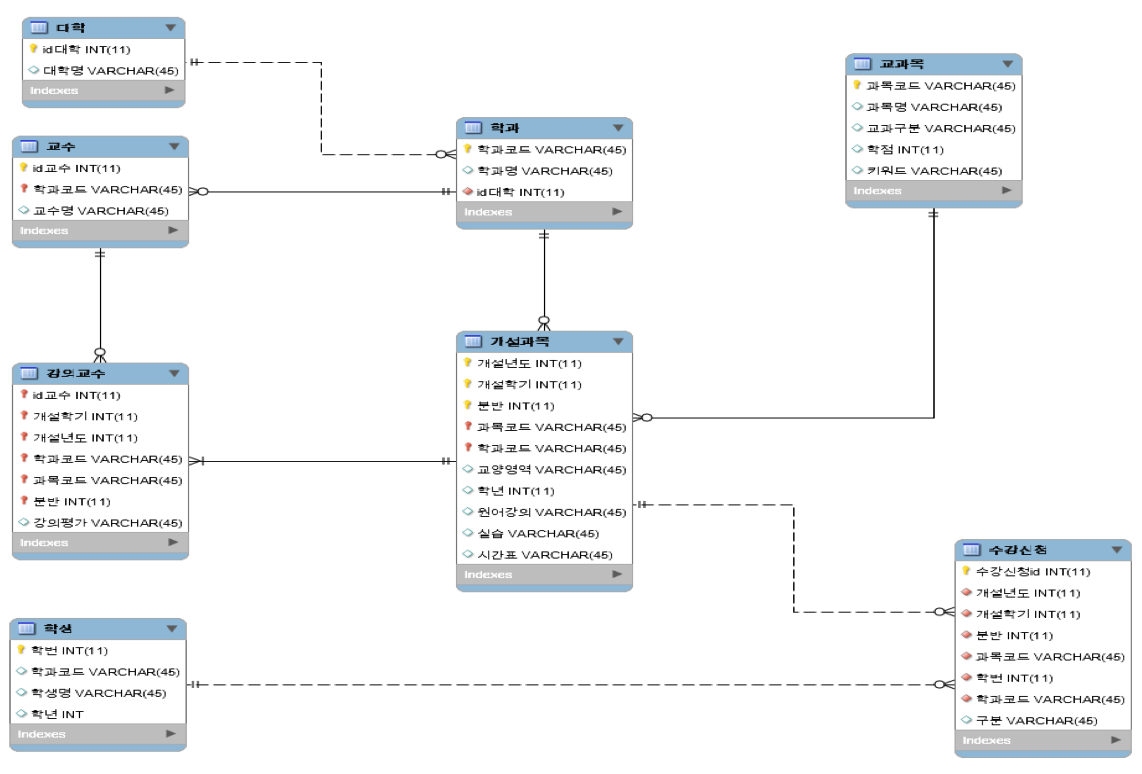 대학
id대학 INT(11)
대학명 VARCHAR(45)
Indexes
교수
id교수 INT(11)
학과코드 VARCHAR(45)
교수명 VARCHAR(45)
Indexes
학과
학과코드 VARCHAR(45)
학과명 VARCHAR(45)
id대학 INT(11)
Indexes
교과목
과목코드 VARCHAR(45)
과목명 VARCHAR(45)
교과구분 VARCHAR(45)
학점 INT(11)
키워드 VARCHAR(45)
Indexes
강의교수
id교수 INT(11)
개설학기 INT(11)
개설년도 INT(11)
학과코드 VARCHAR(45)
과목코드 VARCHAR(45)
분반 INT(11)
강의평가 VARCHAR(45)
Indexes
개설과목
개설년도 INT(11)
개설학기 INT(11)
분반 INT(11)
과목코드 VARCHAR(45)
학과코드 VARCHAR(45)
교양영역 VARCHAR(45)
학년 INT(11)
원어강의 VARCHAR(45)
실습 VARCHAR(45)
시간표 VARCHAR(45)
Indexes
학생
학번 INT(11)
학과코드 VARCHAR(45)
학생명 VARCHAR(45)
학년 INT
Indexes
수강신청
수강신청id INT(11)
개설년도 INT(11)
개설학기 INT(11)
분반 INT(11)
과목코드 VARCHAR(45)
학번 INT(11)
학과코드 VARCHAR(45)
구분 VARCHAR(45)
Indexes